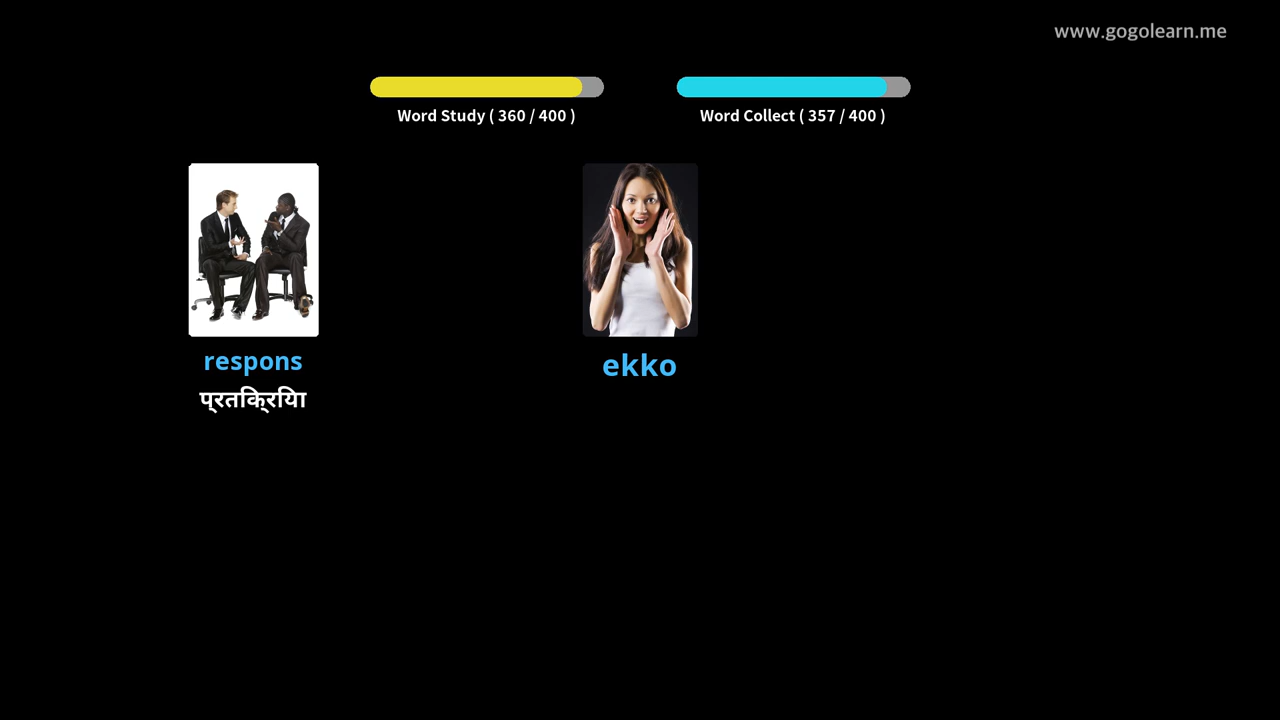 www.gogolearn.me
Word Study ( 360 / 400 )
Word Collect ( 357 / 400 )
respons
प्रतिक्रिया
ekko